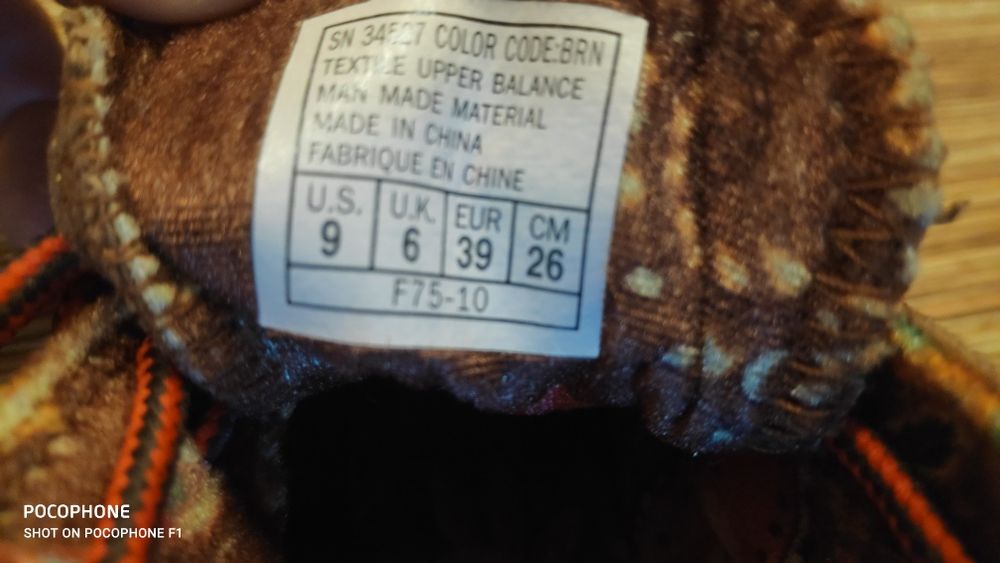 SN 34527 COLOR CODE:BRN
TEXTILE UPPER BALANCE
MAN MADE MATERIAL
MADE IN CHINA
FABRIQUE EN CHINE
U.S. U.K. EUR CM
9 6 39 26
F75-10
POCOPHONE
SHOT ON POCOPHONE F1